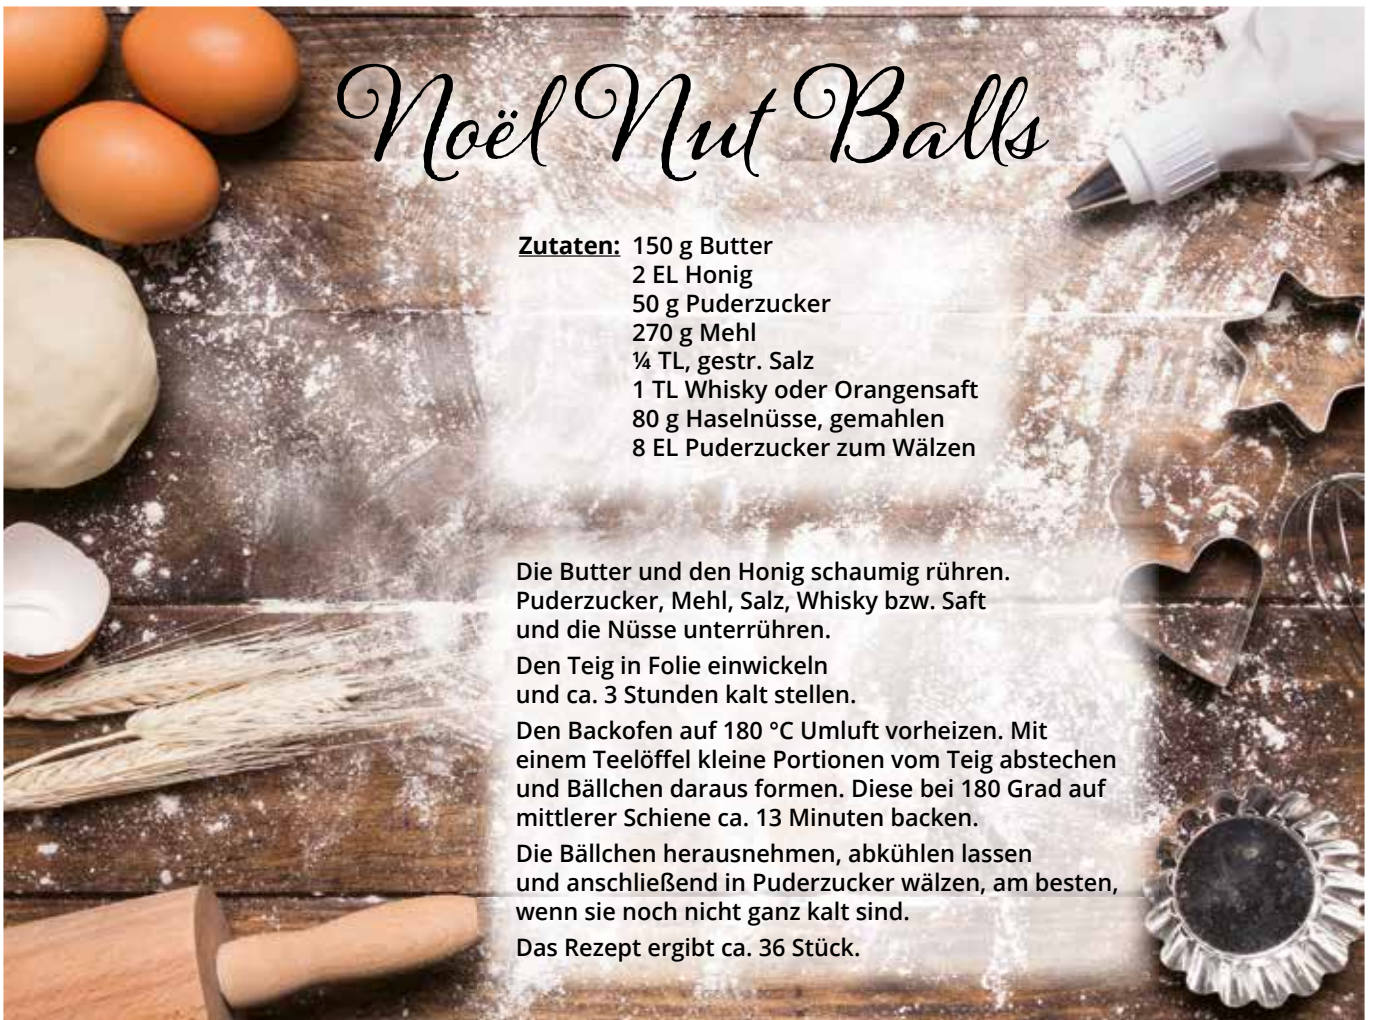 Noël Nut Balls
Zutaten: 150 g Butter
2 EL Honig
50 g Puderzucker
270 g Mehl
¼ TL, gestr. Salz
1 TL Whisky oder Orangensaft
80 g Haselnüsse, gemahlen
8 EL Puderzucker zum Wälzen
Die Butter und den Honig schaumig rühren.
Puderzucker, Mehl, Salz, Whisky bzw. Saft
und die Nüsse unterrühren.
Den Teig in Folie einwickeln
und ca. 3 Stunden kalt stellen.
Den Backofen auf 180 °C Umluft vorheizen. Mit
einem Teelöffel kleine Portionen vom Teig abstechen
und Bällchen daraus formen. Diese bei 180 Grad auf
mittlerer Schiene ca. 13 Minuten backen.
Die Bällchen herausnehmen, abkühlen lassen
und anschließend in Puderzucker wälzen, am besten,
wenn sie noch nicht ganz kalt sind.
Das Rezept ergibt ca. 36 Stück.